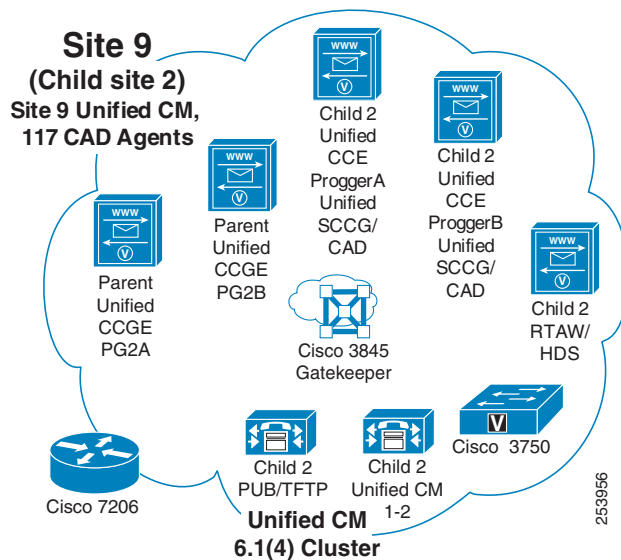 Site 9
(Child site 2)
Site 9 Unified CM,
117 CAD Agents
WWW
V
Child 2
Unified
CCE
ProggerA
Unified
SCCG/
CAD
WWW
V
Child 2
Unified
CCE
ProggerB
Unified
SCCG/
CAD
WWW
V
Parent
Unified
CCGE
PG2B
WWW
V
Parent
Unified
CCGE
PG2A
WWW
V
Child 2
RTAW/
HDS
Cisco 3845
Gatekeeper
V
Cisco 3750
Cisco 7206
Child 2
PUB/TFTP
Child 2
Unified CM
1-2
Unified CM
6.1(4) Cluster
253956